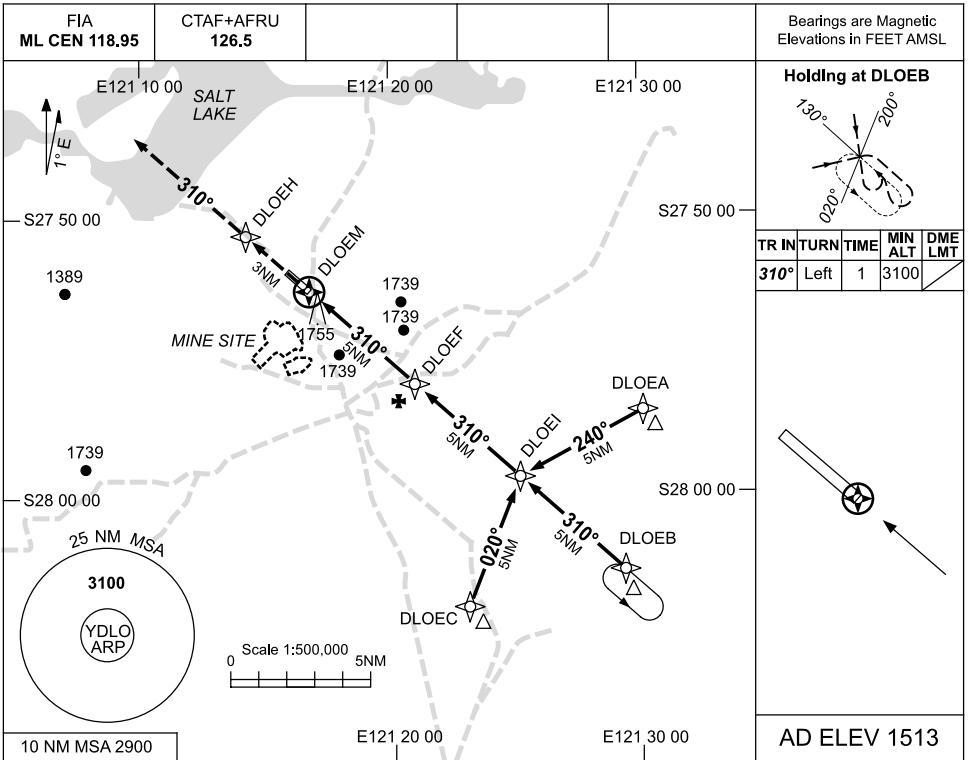 FIA
ML CEN 118.95
CTAF+AFRU
126.5
Bearings are Magnetic
Elevations in FEET AMSL
E121 10 00
E121 20 00
E121 30 00
SALT
LAKE
1° E
310°
DLOEH
S27 50 00
S27 50 00
DLOEM
3NM
1389
1739
1739
MINE SITE
1755
310°
5NM
1739
DLOEF
DLOEA
DLOEI
310°
5NM
240°
5NM
1739
S28 00 00
S28 00 00
310°
5NM
DLOEB
020°
5NM
DLOEC
25 NM MSA
3100
YDLO
ARP
Scale 1:500,000
0
5NM
E121 20 00
E121 30 00
10 NM MSA 2900
Holding at DLOEB
130°
200°
020°
TR IN TURN TIME MIN ALT DME LMT
310° Left 1 3100
AD ELEV 1513